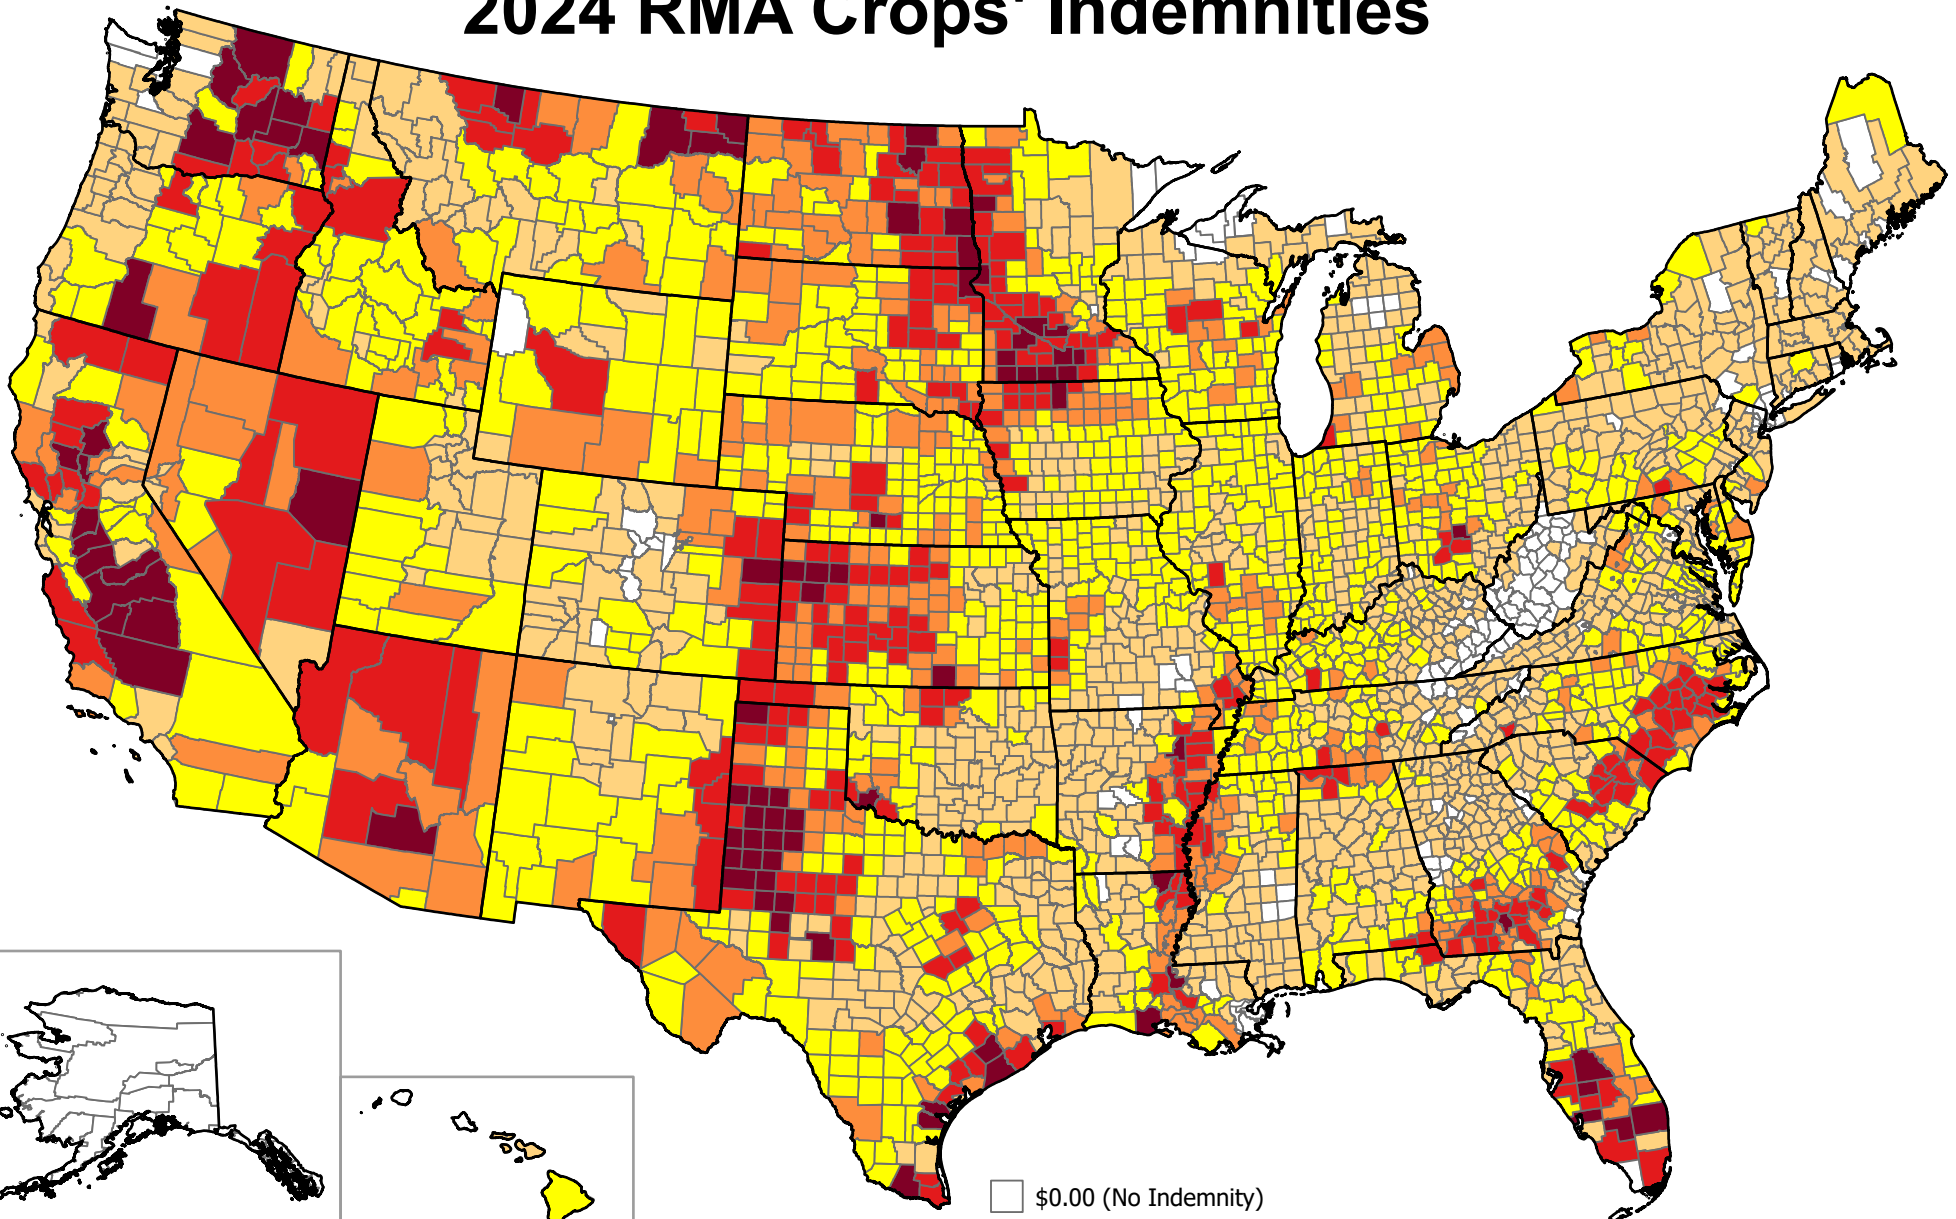 2024 RMA Crops' Indemnities
$0.00 (No Indemnity)